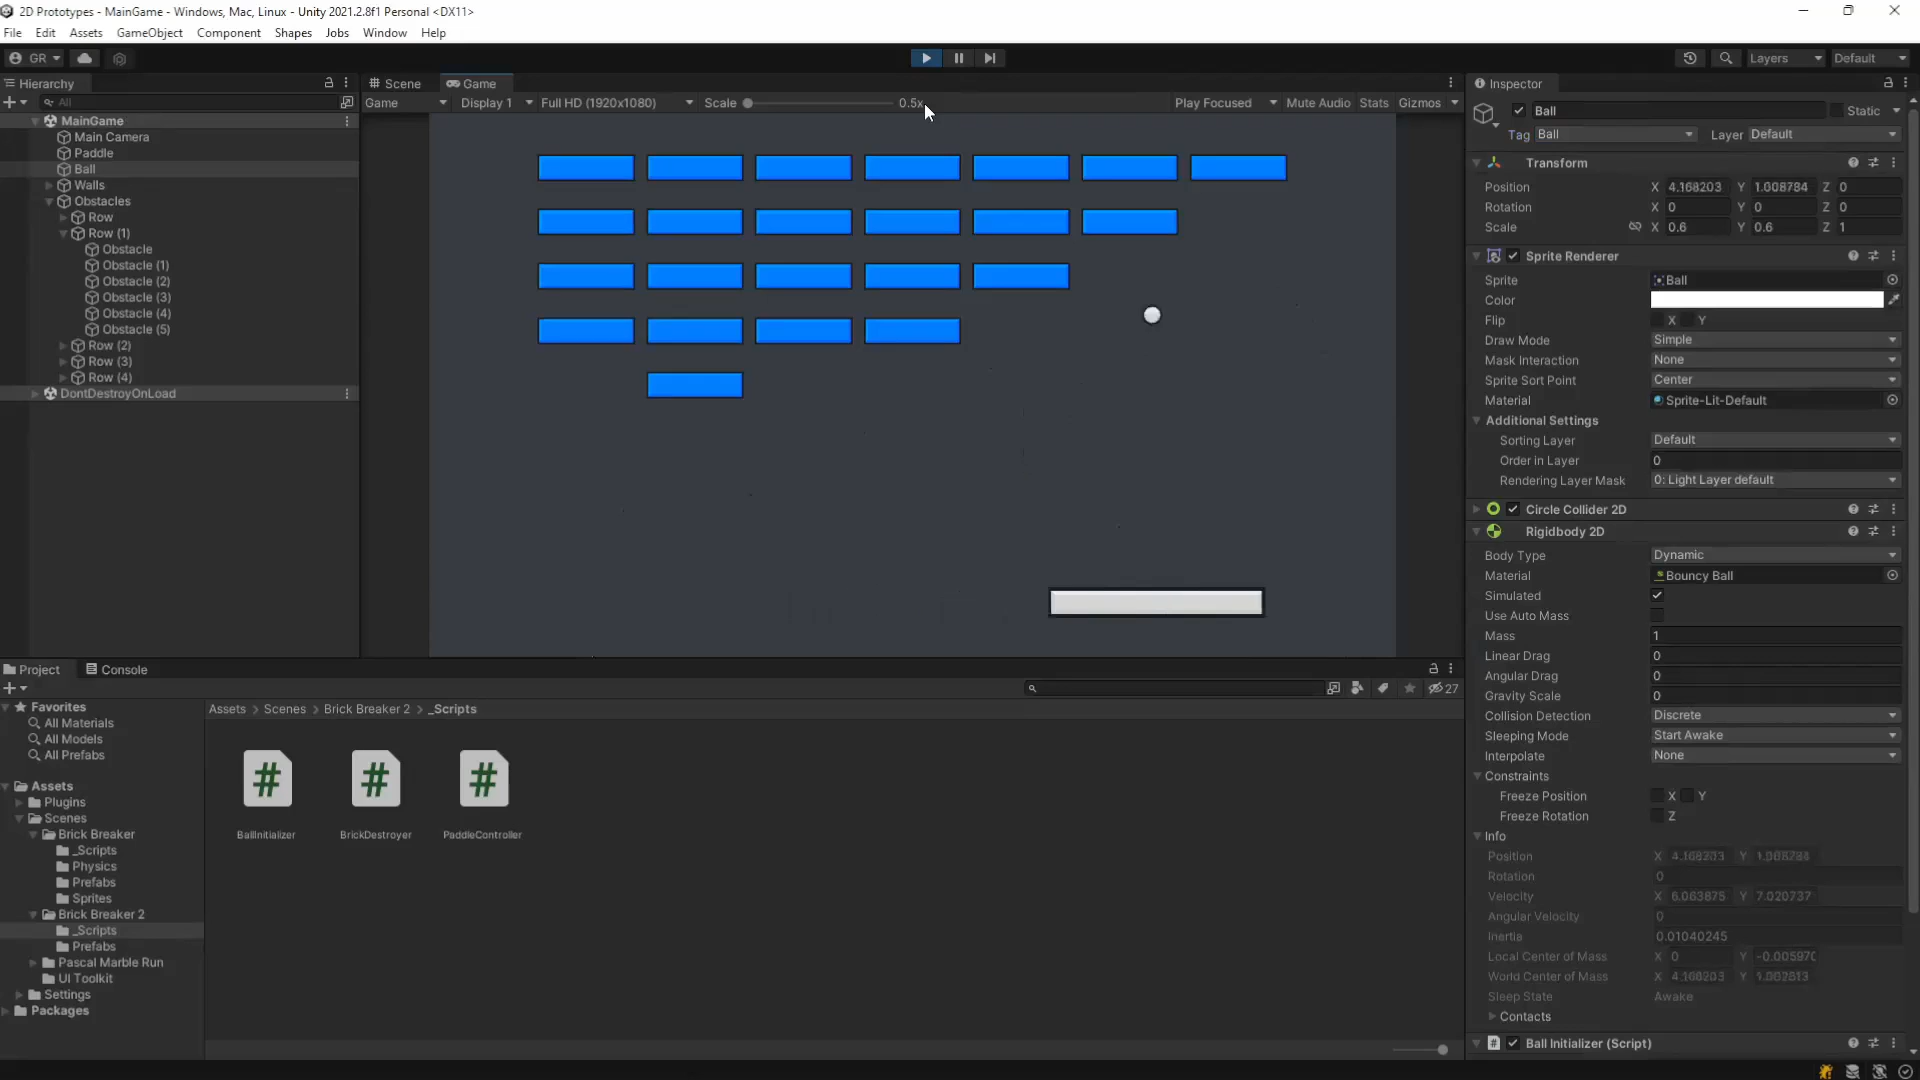 2D Prototypes - MainGame - Windows, Mac, Linux - Unity 2021.2.8f1 Personal <DX11>
File Edit Assets GameObject Component Shapes Jobs Window Help
GR Layers Default
Hierarchy
All
MainGame
Main Camera
Paddle
Ball
Walls
Obstacles
Row
Row (1)
Obstacle
Obstacle (1)
Obstacle (2)
Obstacle (3)
Obstacle (4)
Obstacle (5)
Row (2)
Row (3)
Row (4)
DontDestroyOnLoad
Scene Game
Game Display 1 Full HD (1920x1080) Scale 0.5x Play Focused Mute Audio Stats Gizmos
Inspector
Ball Static
Tag Ball Layer Default
Transform
Position X 4.168203 Y 1.008784 Z 0
Rotation X 0 Y 0 Z 0
Scale X 0.6 Y 0.6 Z 1
Sprite Renderer
Sprite Ball
Color
Flip X Y
Draw Mode Simple
Mask Interaction None
Sprite Sort Point Center
Material Sprite-Lit-Default
Additional Settings
Sorting Layer Default
Order in Layer 0
Rendering Layer Mask 0: Light Layer default
Circle Collider 2D
Rigidbody 2D
Body Type Dynamic
Material Bouncy Ball
Simulated
Use Auto Mass
Mass 1
Linear Drag 0
Angular Drag 0
Gravity Scale 0
Collision Detection Discrete
Sleeping Mode Start Awake
Interpolate None
Constraints
Freeze Position X Y
Freeze Rotation Z
Info
Position X Y
Rotation 0
Velocity X 6.063875 Y 7.020737
Angular Velocity 0
Inertia 0.01040245
Local Center of Mass X 0 Y -0.005970
World Center of Mass X Y
Sleep State Awake
Contacts
Ball Initializer (Script)
Project Console
27
Favorites
All Materials
All Models
All Prefabs
Assets
Plugins
Scenes
Brick Breaker
_Scripts
Physics
Prefabs
Sprites
Brick Breaker 2
_Scripts
Prefabs
Pascal Marble Run
UI Toolkit
Settings
Packages
Assets > Scenes > Brick Breaker 2 > _Scripts
BallInitializer BrickDestroyer PaddleController